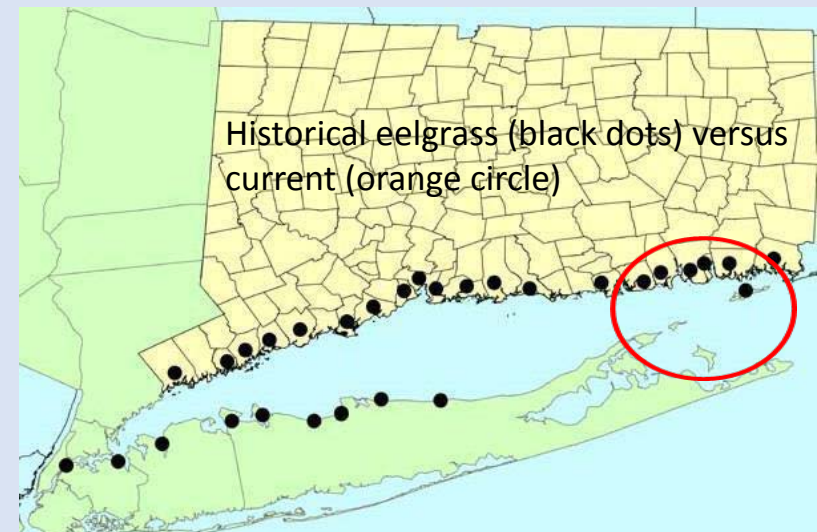 Historical eelgrass (black dots) versus
current (orange circle)